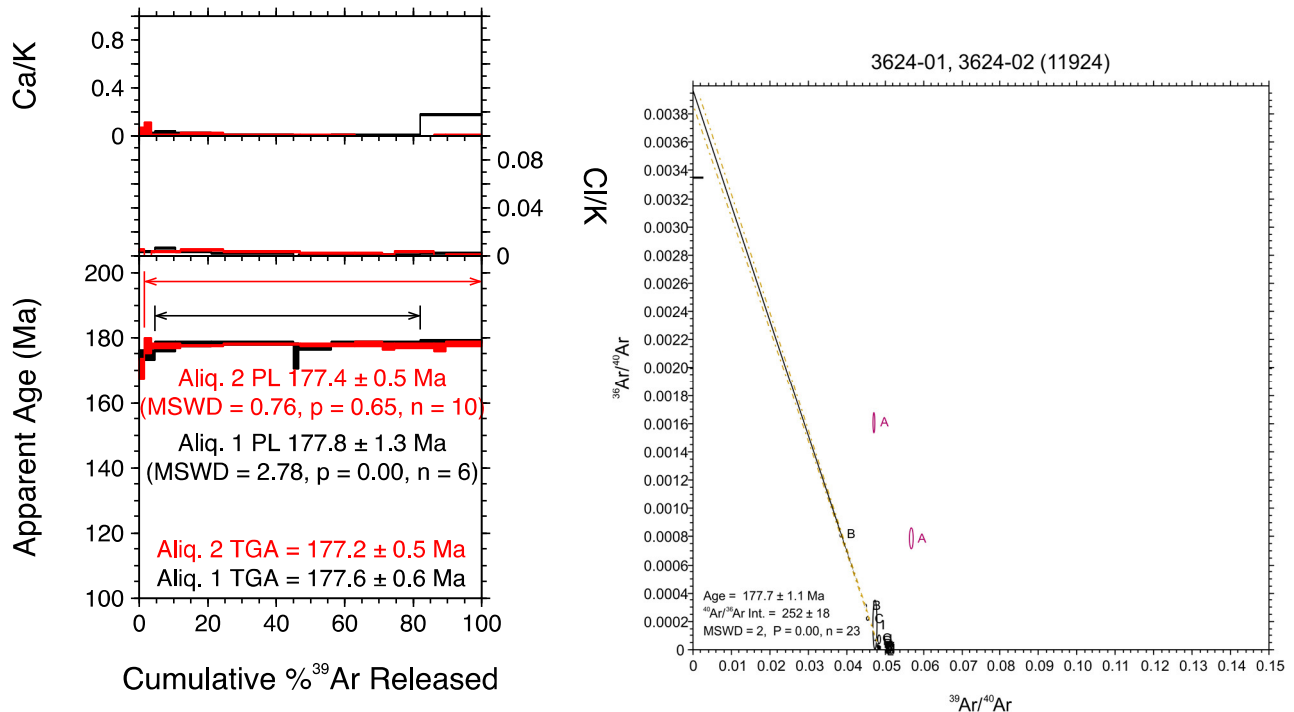 Ca/K
0.8
0.4
0
0.08
0.04
0
Cl/K
Apparent Age (Ma)
200
180
160
140
120
100
Aliq. 2 PL 177.4 ± 0.5 Ma
(MSWD = 0.76, p = 0.65, n = 10)
Aliq. 1 PL 177.8 ± 1.3 Ma
(MSWD = 2.78, p = 0.00, n = 6)
Aliq. 2 TGA = 177.2 ± 0.5 Ma
Aliq. 1 TGA = 177.6 ± 0.6 Ma
0 20 40 60 80 100
Cumulative %³⁹Ar Released
3624-01, 3624-02 (11924)
0.0038
0.0036
0.0034
0.0032
0.0030
0.0028
0.0026
0.0024
0.0022
0.0020
0.0018
0.0016
0.0014
0.0012
0.0010
0.0008
0.0006
0.0004
0.0002
0
³⁶Ar/⁴⁰Ar
A
A
B
B
C
Age = 177.7 ± 1.1 Ma
⁴⁰Ar/³⁶Ar Int. = 252 ± 18
MSWD = 2, P = 0.00, n = 23
0 0.01 0.02 0.03 0.04 0.05 0.06 0.07 0.08 0.09 0.10 0.11 0.12 0.13 0.14 0.15
³⁹Ar/⁴⁰Ar